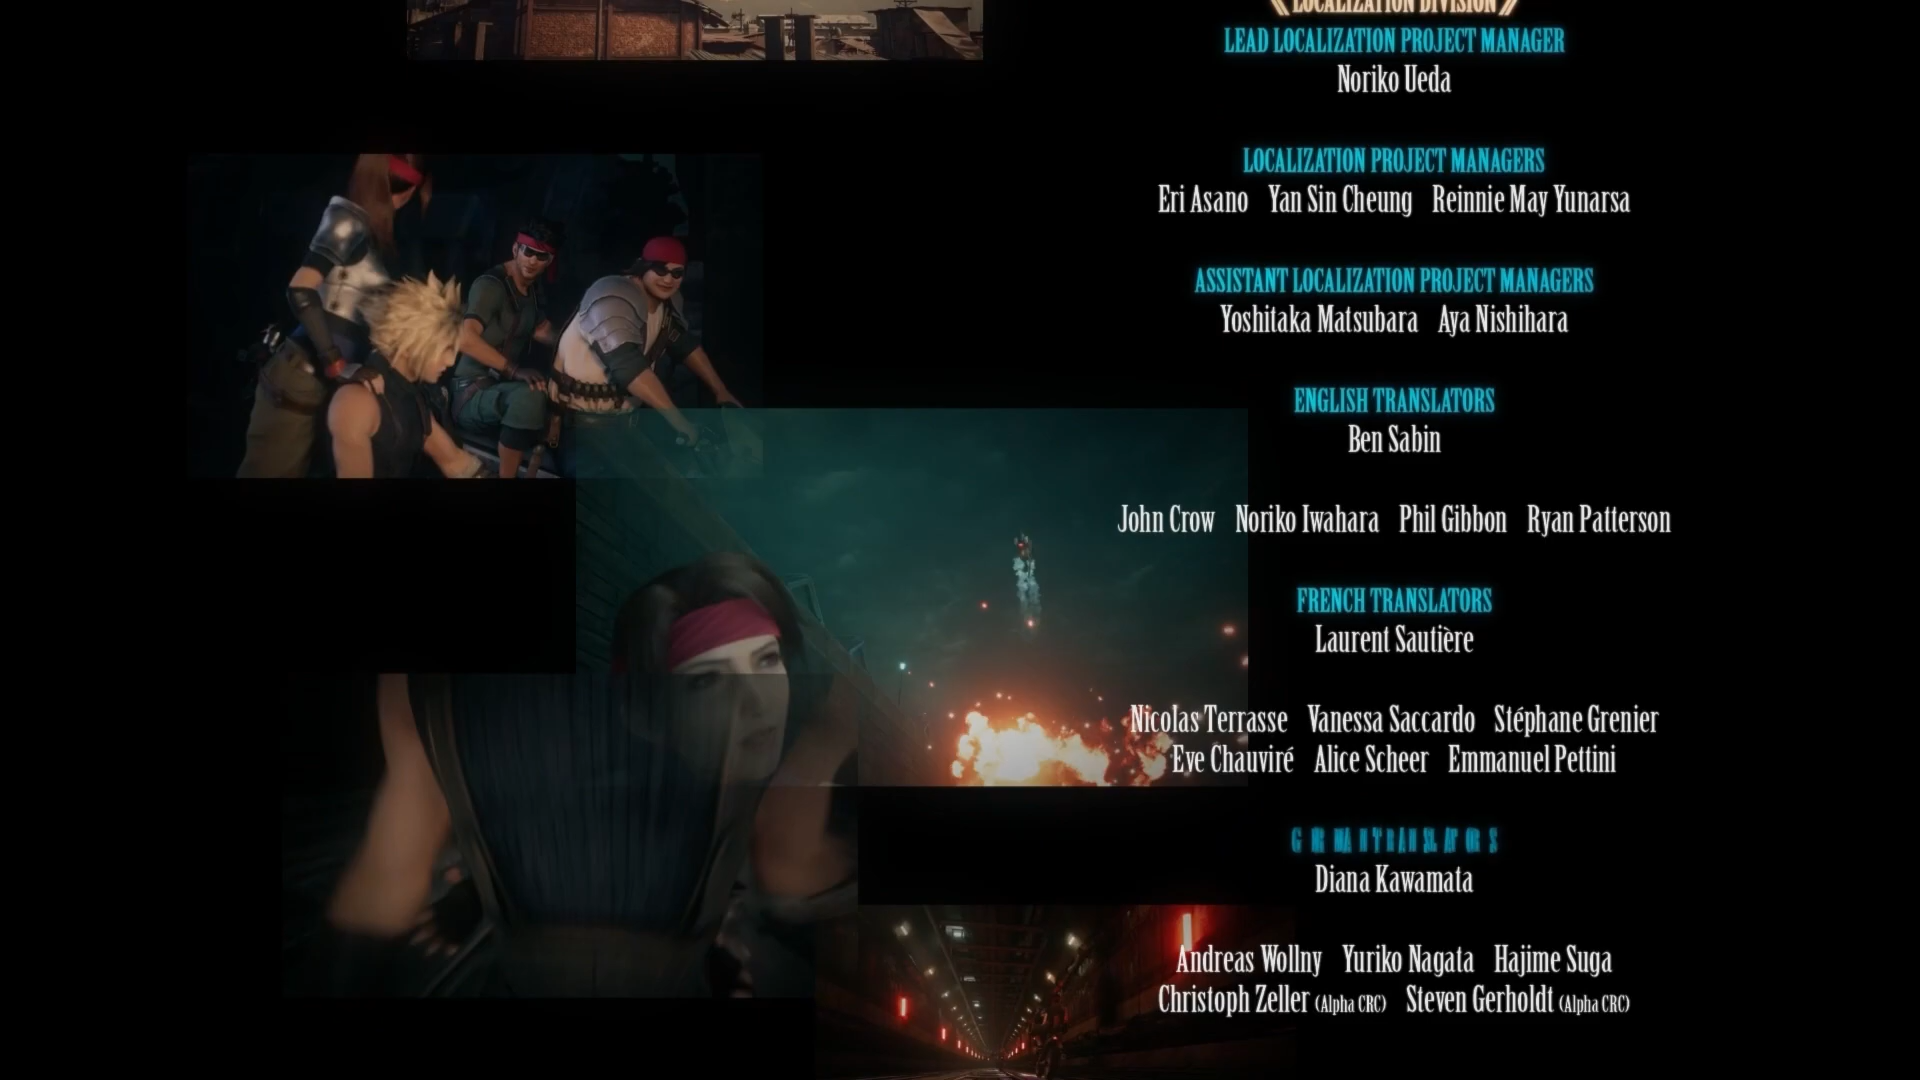 LOCALIZATION DIVISION
LEAD LOCALIZATION PROJECT MANAGER
Noriko Ueda
LOCALIZATION PROJECT MANAGERS
Eri Asano Yan Sin Cheung Reinnie May Yunarsa
ASSISTANT LOCALIZATION PROJECT MANAGERS
Yoshitaka Matsubara Aya Nishihara
ENGLISH TRANSLATORS
Ben Sabin
John Crow Noriko Iwahara Phil Gibbon Ryan Patterson
FRENCH TRANSLATORS
Laurent Sautière
Nicolas Terrasse Vanessa Saccardo Stéphane Grenier
Eve Chauviré Alice Scheer Emmanuel Pettini
GERMAN TRANSLATORS
Diana Kawamata
Andreas Wollny Yuriko Nagata Hajime Suga
Christoph Zeller (Alpha CRC) Steven Gerholdt (Alpha CRC)